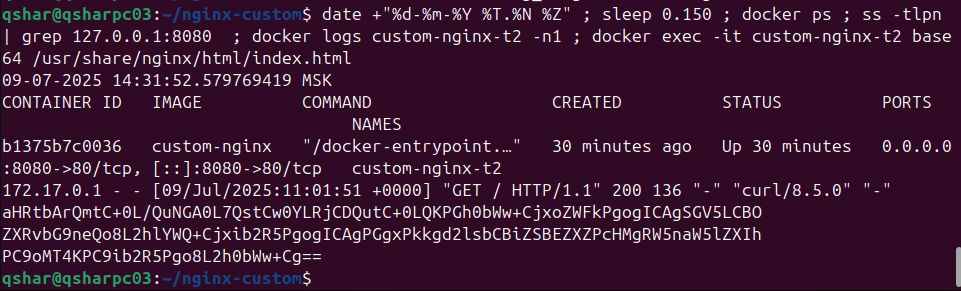 qshar@qsharpc03:~/nginx-custom$ date +"%d-%m-%Y %T.%N %Z" ; sleep 0.150 ; docker ps ; ss -tlpn
| grep 127.0.0.1:8080  ; docker logs custom-nginx-t2 -n1 ; docker exec -it custom-nginx-t2 base
64 /usr/share/nginx/html/index.html
09-07-2025 14:31:52.579769419 MSK
CONTAINER ID   IMAGE          COMMAND                  CREATED          STATUS          PORTS
                                     NAMES
b1375b7c0036   custom-nginx   "/docker-entrypoint.…"   30 minutes ago   Up 30 minutes   0.0.0.0
:8080->80/tcp, [::]:8080->80/tcp   custom-nginx-t2
172.17.0.1 - - [09/Jul/2025:11:01:51 +0000] "GET / HTTP/1.1" 200 136 "-" "curl/8.5.0" "-"
aHRtbArQmtC+0L/QuNGA0L7QstCw0YLRjCDQutC+0LQKPGh0bWw+CjxoZWFkPgogICAgSGV5LCBO
ZXRvbG9neQo8L2hlYWQ+Cjxib2R5PgogICAgPGgxPkkgd2lsbCBiZSBEZXZPcHMgRW5naW5lZXIh
PC9oMT4KPC9ib2R5Pgo8L2h0bWw+Cg==
qshar@qsharpc03:~/nginx-custom$